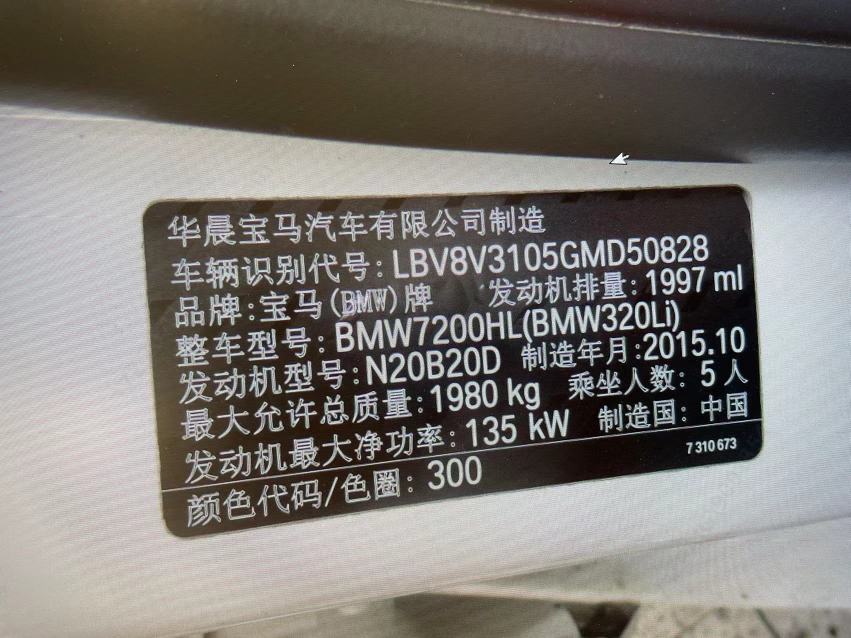 华晨宝马汽车有限公司制造
车辆识别代号: LBV8V3105GMD50828
品牌: 宝马(BMW)牌 发动机排量: 1997 ml
整车型号: BMW7200HL(BMW320Li)
发动机型号: N20B20D 制造年月: 2015.10
最大允许总质量: 1980 kg 乘坐人数: 5 人
发动机最大净功率: 135 kW 制造国: 中国
7 310 673
颜色代码/色圈: 300